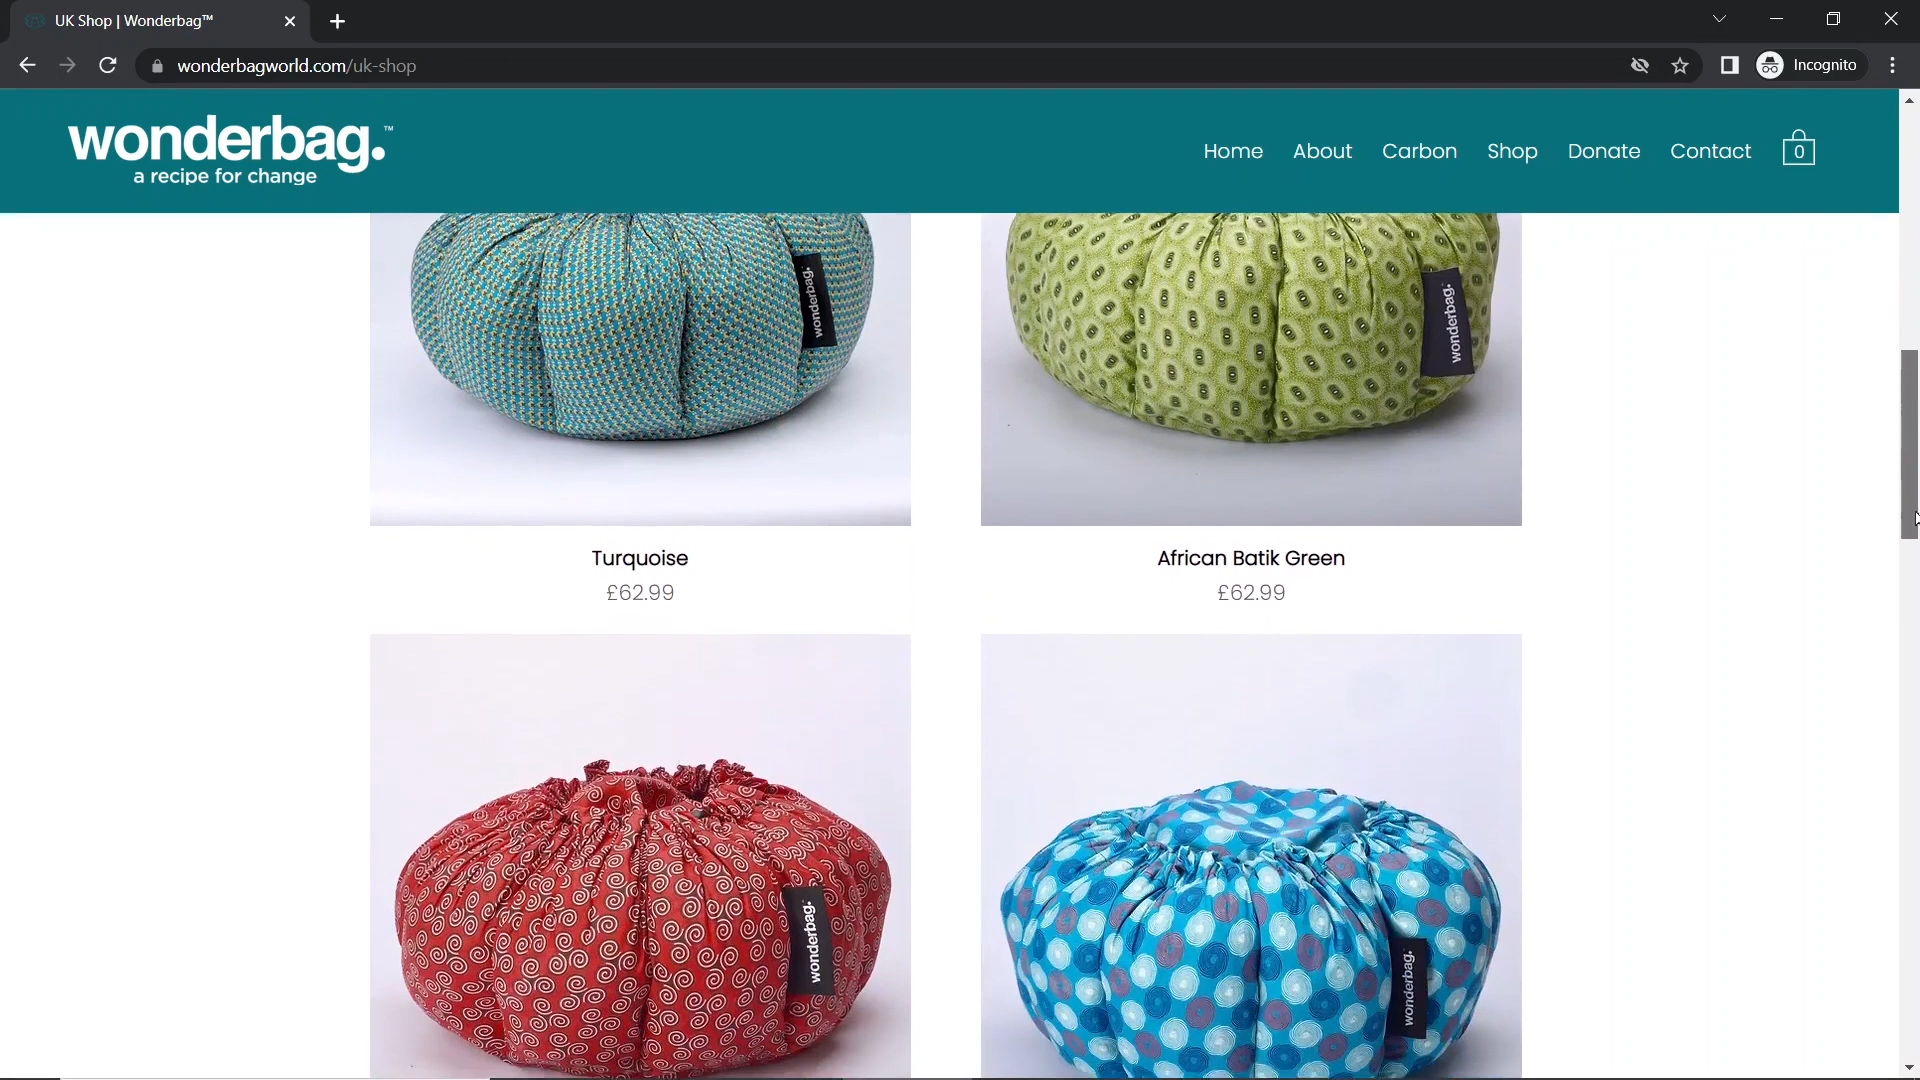 UK Shop | Wonderbag™
wonderbagworld.com/uk-shop
Incognito
wonderbag.™
a recipe for change
Home
About
Carbon
Shop
Donate
Contact
0
wonderbag.
wonderbag.
Turquoise
African Batik Green
£62.99
£62.99
wonderbag.
wonderbag.